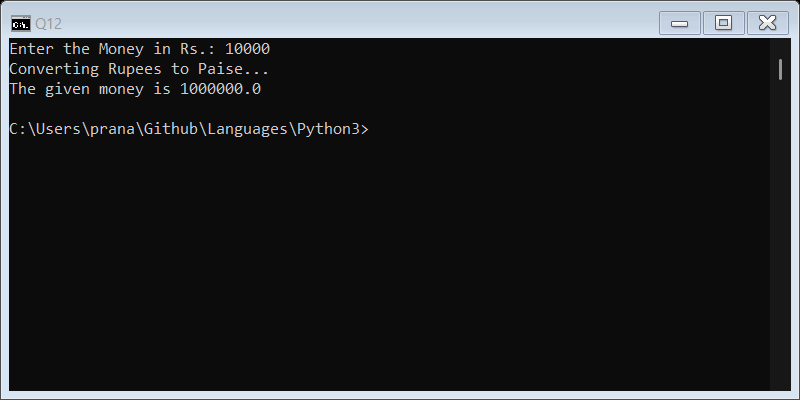 Q12
Enter the Money in Rs.: 10000
Converting Rupees to Paise...
The given money is 1000000.0
C:\Users\prana\Github\Languages\Python3>